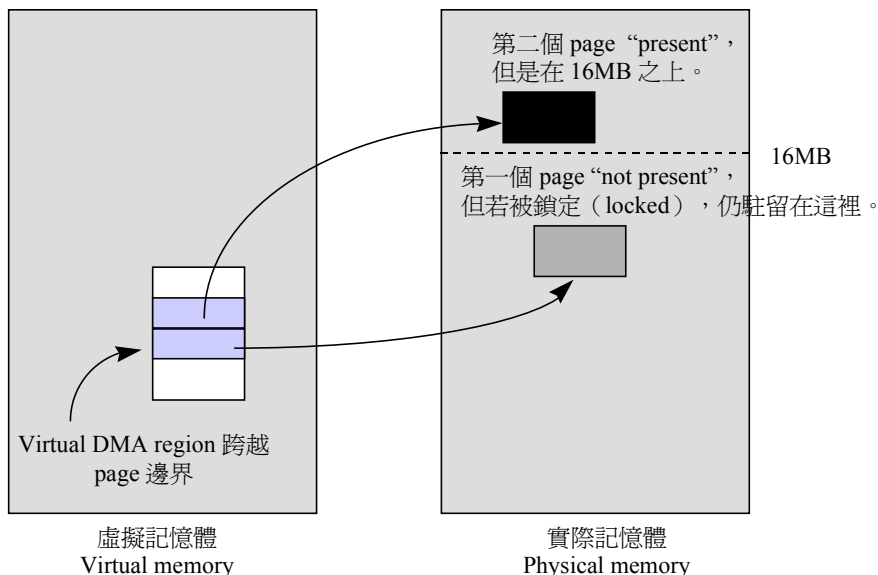 第二個 page “present”，
但是在 16MB 之上。
16MB
第一個 page “not present”，
但若被鎖定（locked），仍駐留在這裡。
Virtual DMA region 跨越
page 邊界
虛擬記憶體
Virtual memory
實際記憶體
Physical memory